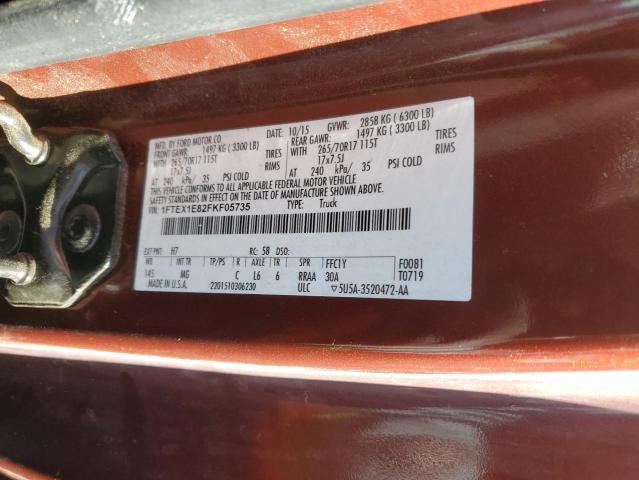 MFD. BY FORD MOTOR CO.
10/15 GVWR: 2858 KG ( 6300 LB)
FRONT GAWR: 1497 KG ( 3300 LB) REAR GAWR: 1497 KG ( 3300 LB)
WITH 265/70R17 115T TIRES WITH 265/70R17 115T TIRES
17x7.5J RIMS 17x7.5J RIMS
AT 240 kPa/ 35 PSI COLD AT 240 kPa/ 35 PSI COLD
THIS VEHICLE CONFORMS TO ALL APPLICABLE FEDERAL MOTOR VEHICLE
SAFETY STANDARDS IN EFFECT ON THE DATE OF MANUFACTURE SHOWN ABOVE.
VIN: 1FTEX1E82FKF05735 TYPE: Truck
EXT PNT: H7 RC: 58 DSO:
WB INT TR TP/PS R AXLE TR SPR FFC1Y F0081
145 MG C L6 6 RRAA 30A T0719
MADE IN U.S.A. 2201510306230 ULC ▽5U5A-3520472-AA